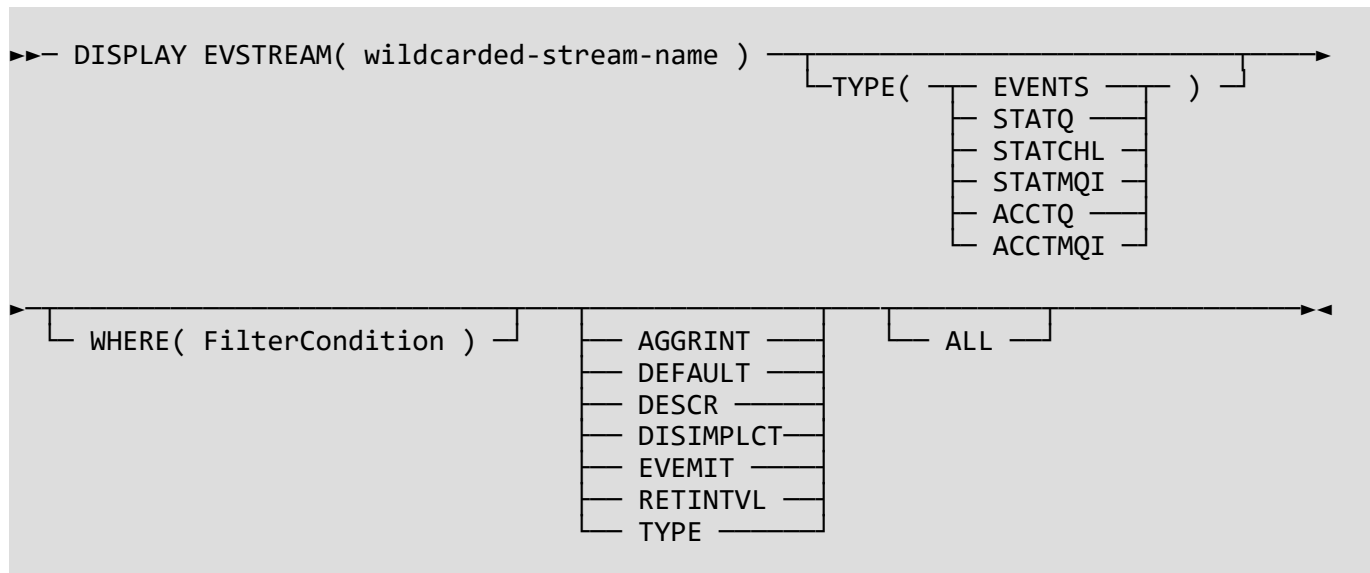 ►►─ DISPLAY EVSTREAM( wildcarded-stream-name ) ─┬──────────────────────────┬──►
└─TYPE( ─┬─ EVENTS ───┬─ ) ─┘
├─ STATQ ────┤
├─ STATCHL ─┤
├─ STATMQI ─┤
├─ ACCTQ ────┤
└─ ACCTMQI ─┘
►─┬────────────────────────────┬──┬───────────────┬──┬─────────┬──────────►◄
└─ WHERE( FilterCondition ) ─┘ ├── AGGRINT ────┤ └── ALL ──┘
├── DEFAULT ────┤
├── DESCR ──────┤
├── DISIMPLCT───┤
├── EVEMIT ─────┤
├── RETINTVL ───┤
└── TYPE ───────┘